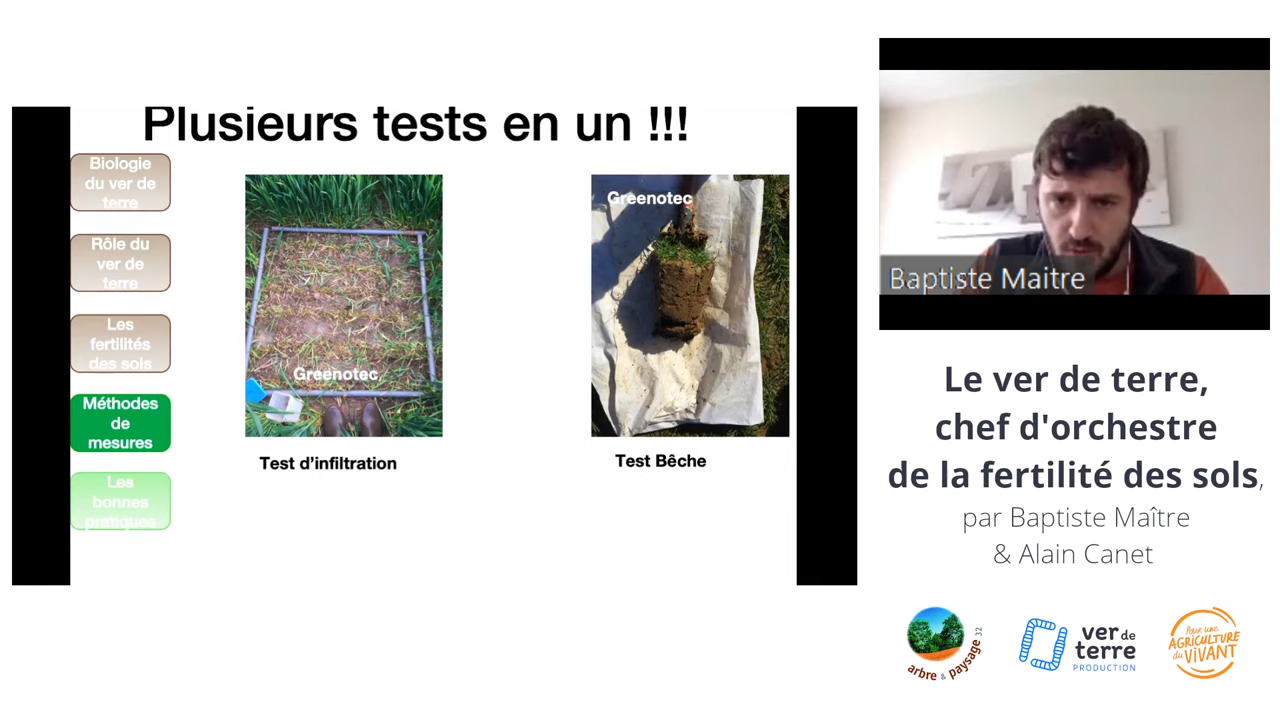 Plusieurs tests en un !!!
Biologie
du ver de
terre
Rôle du
ver de
terre
Les
fertilités
des sols
Méthodes
de
mesures
Les
bonnes
pratiques
Greenotec
Test d'infiltration
Greenotec
Test Bêche
Baptiste Maitre
Le ver de terre,
chef d'orchestre
de la fertilité des sols,
par Baptiste Maître
& Alain Canet
arbre & paysage 32
ver de
terre
PRODUCTION
Pour une
AGRICULTURE
du ViVANT